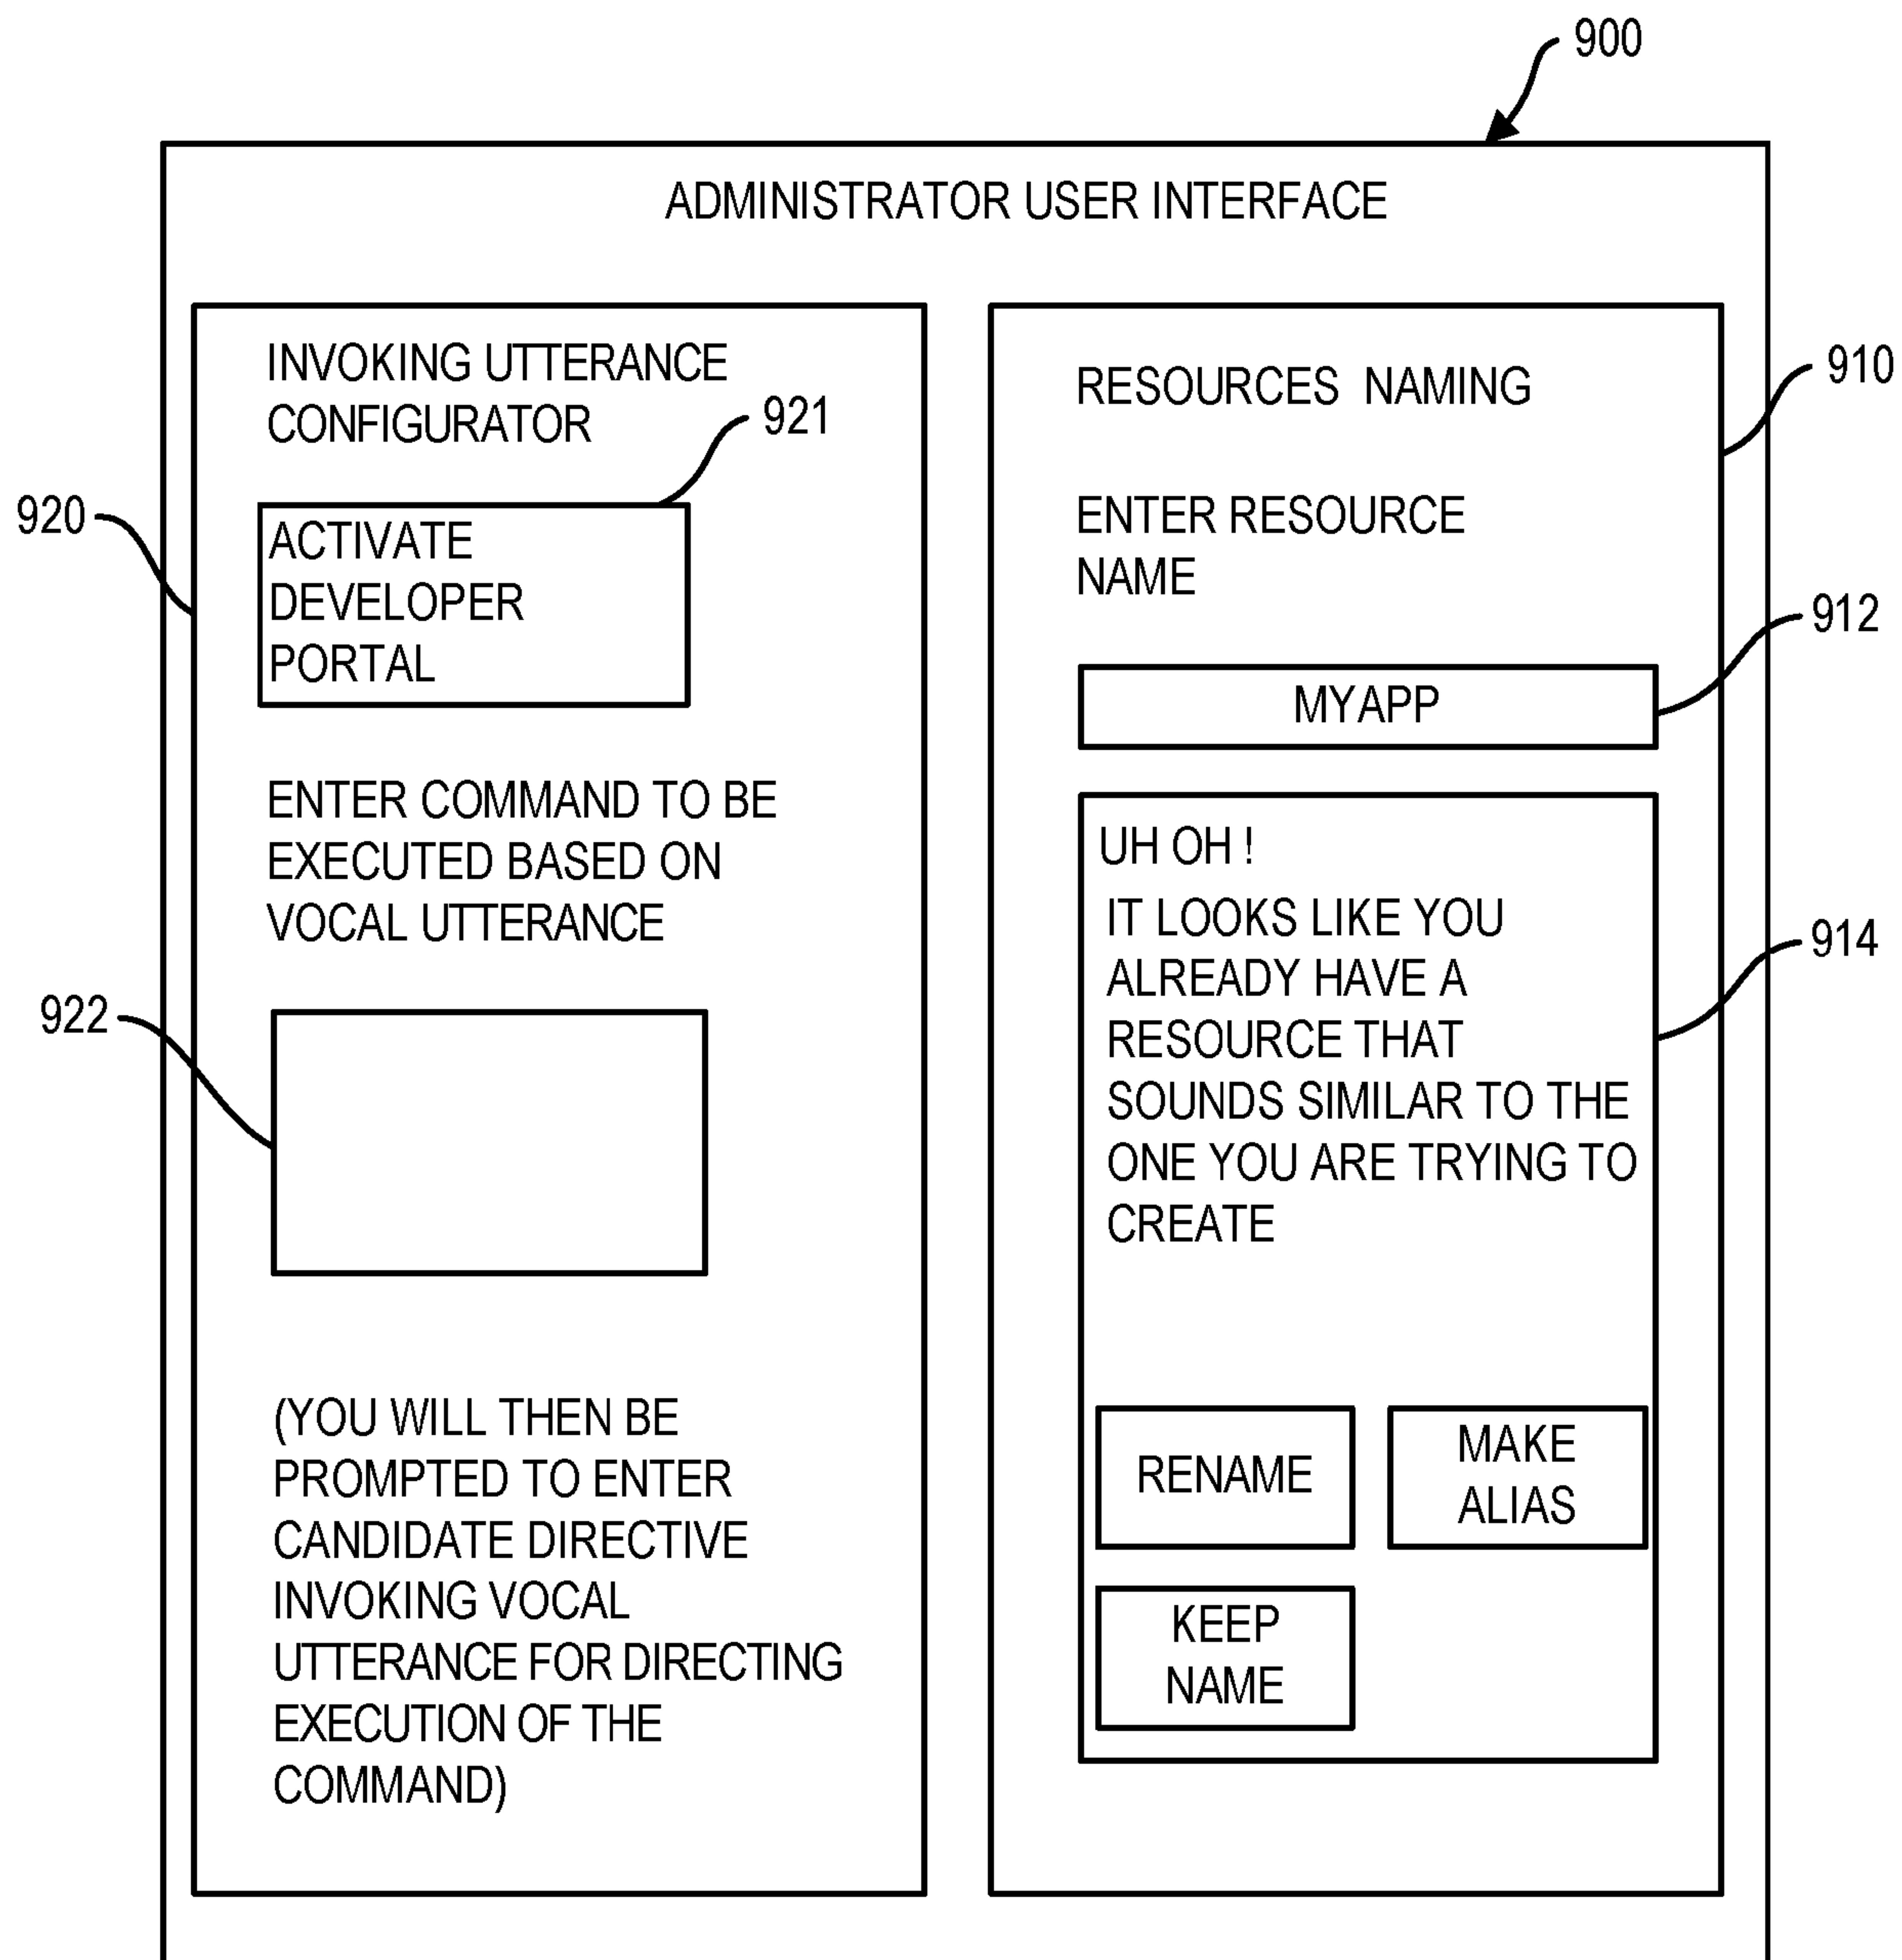 900
ADMINISTRATOR USER INTERFACE
INVOKING UTTERANCE
CONFIGURATOR
921
920
ACTIVATE
DEVELOPER
PORTAL
ENTER COMMAND TO BE
EXECUTED BASED ON
VOCAL UTTERANCE
922
(YOU WILL THEN BE
PROMPTED TO ENTER
CANDIDATE DIRECTIVE
INVOKING VOCAL
UTTERANCE FOR DIRECTING
EXECUTION OF THE
COMMAND)
RESOURCES NAMING
910
ENTER RESOURCE
NAME
912
MYAPP
UH OH !
IT LOOKS LIKE YOU
ALREADY HAVE A
RESOURCE THAT
SOUNDS SIMILAR TO THE
ONE YOU ARE TRYING TO
CREATE
914
RENAME
MAKE
ALIAS
KEEP
NAME